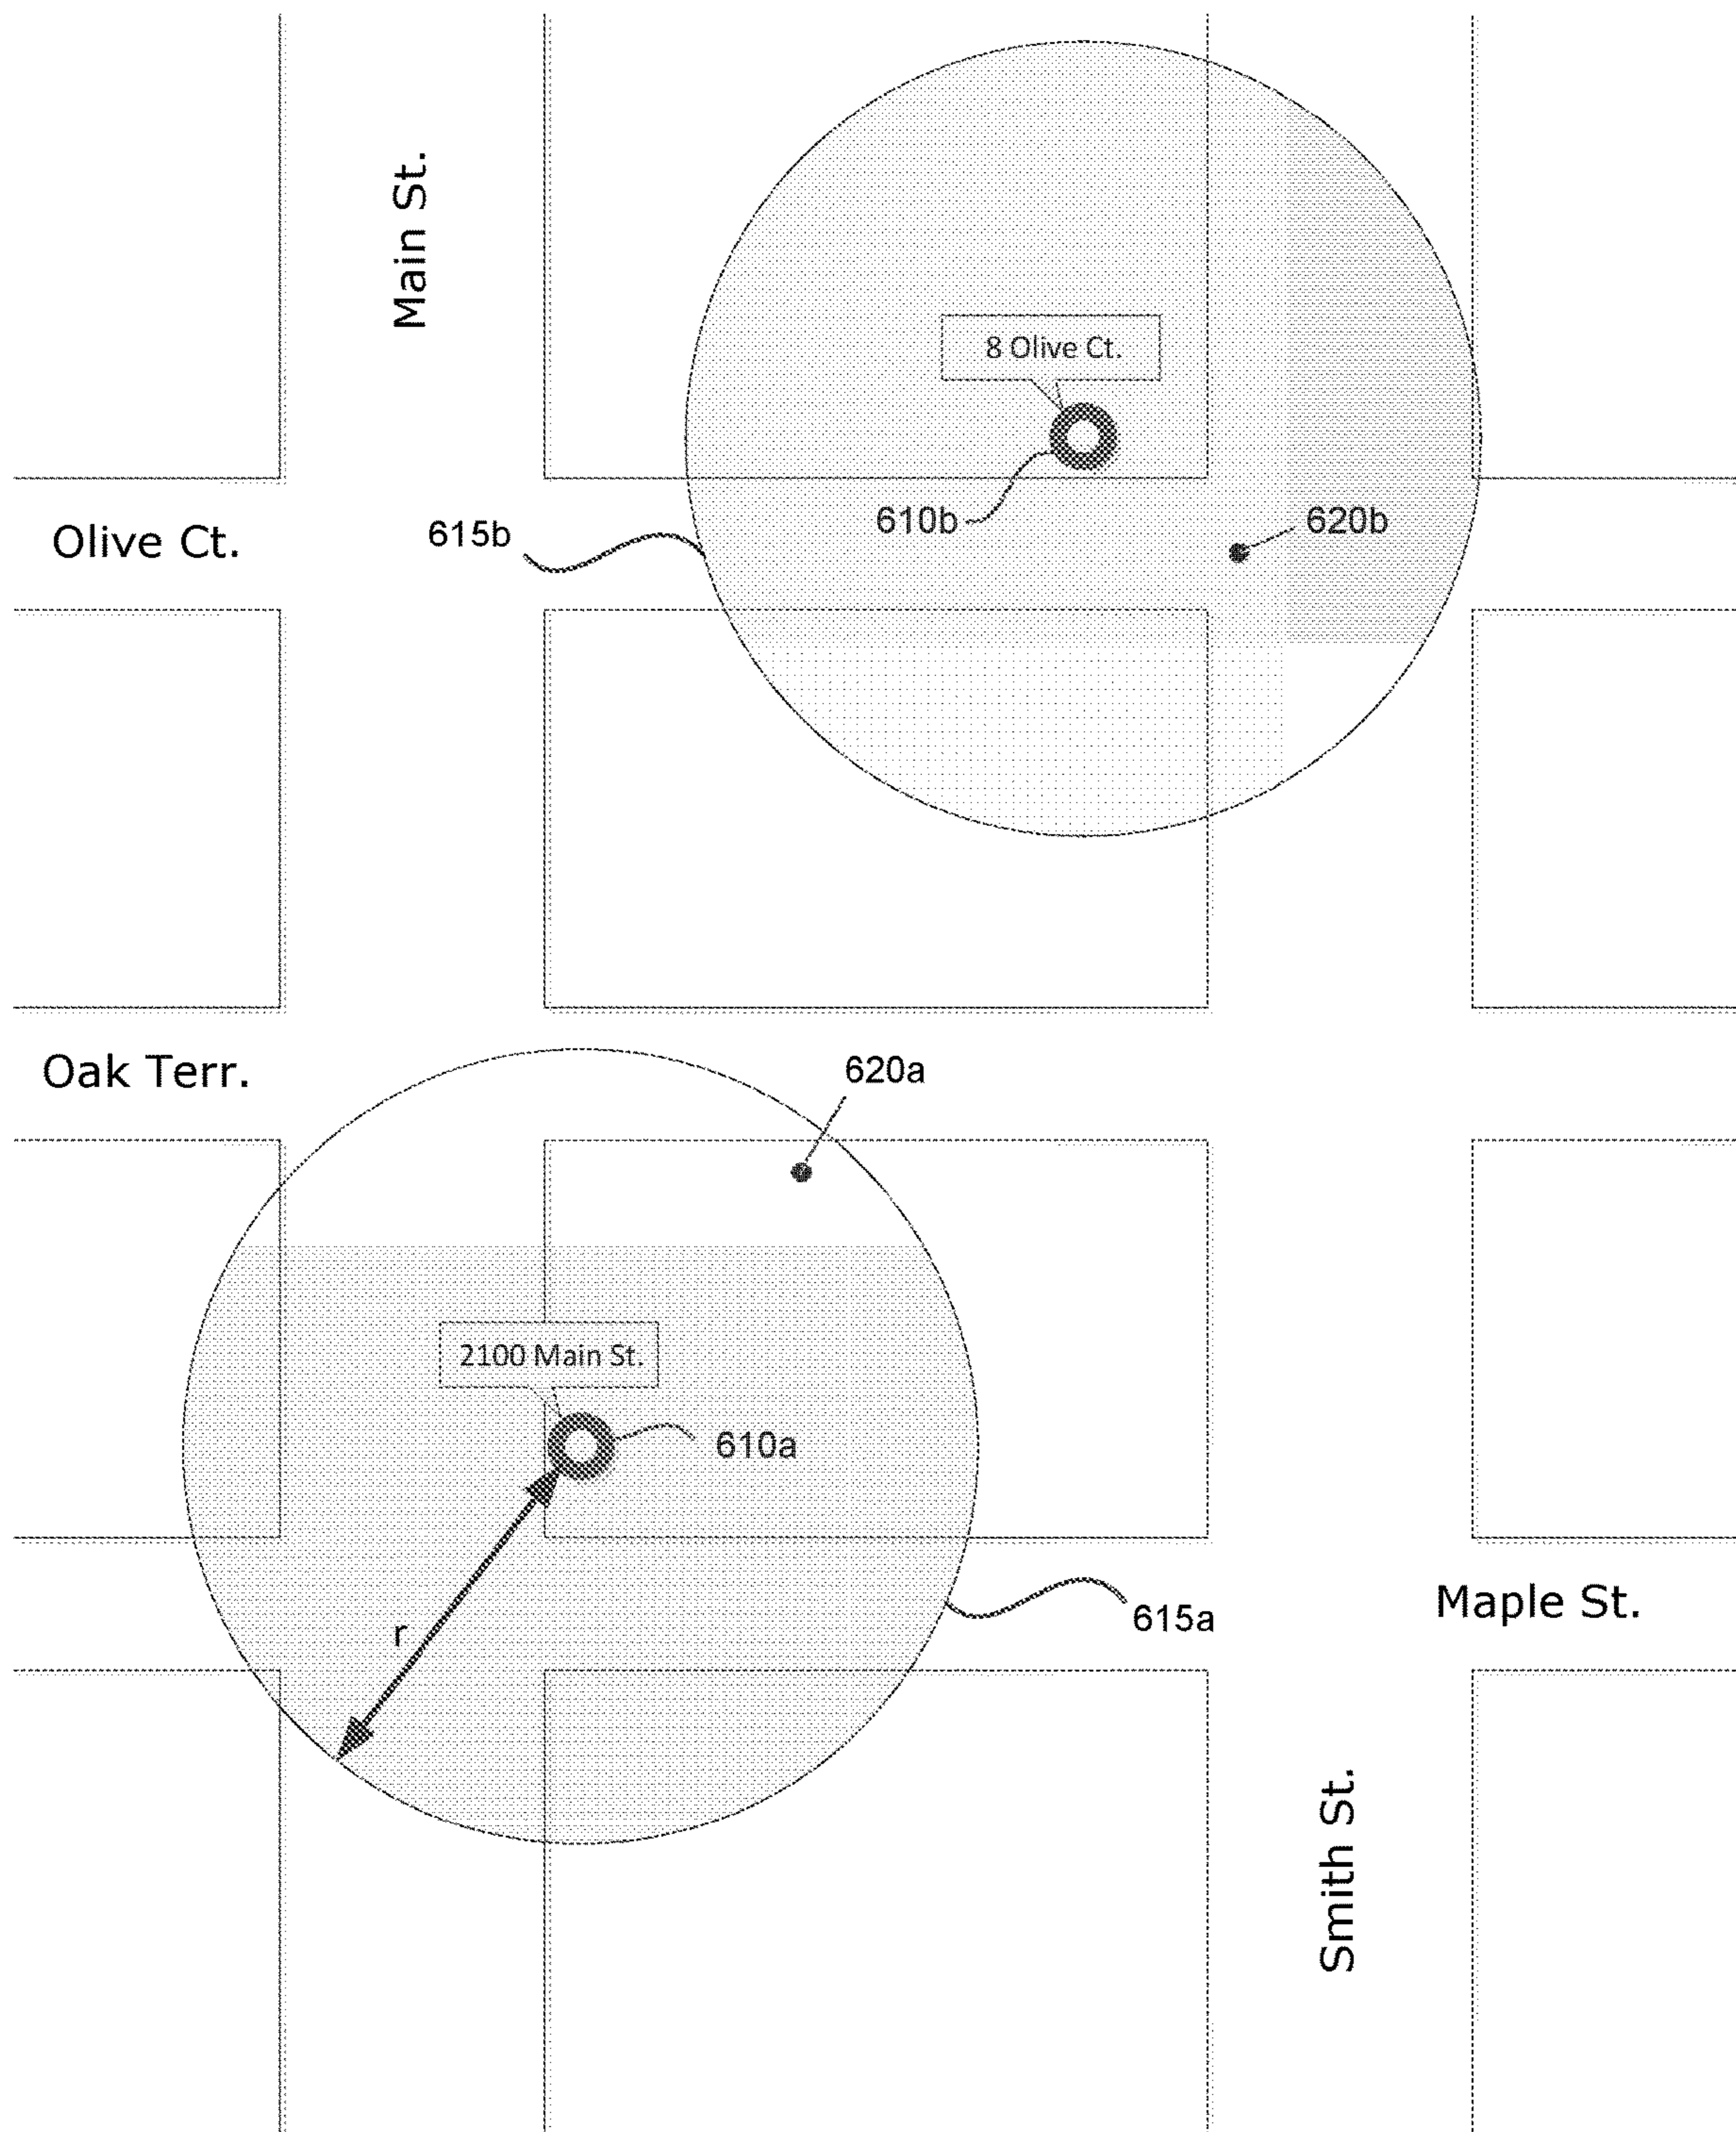 Main St.
8 Olive Ct.
610b
620b
615b
Olive Ct.
Oak Terr.
620a
2100 Main St.
610a
r
615a
Maple St.
Smith St.